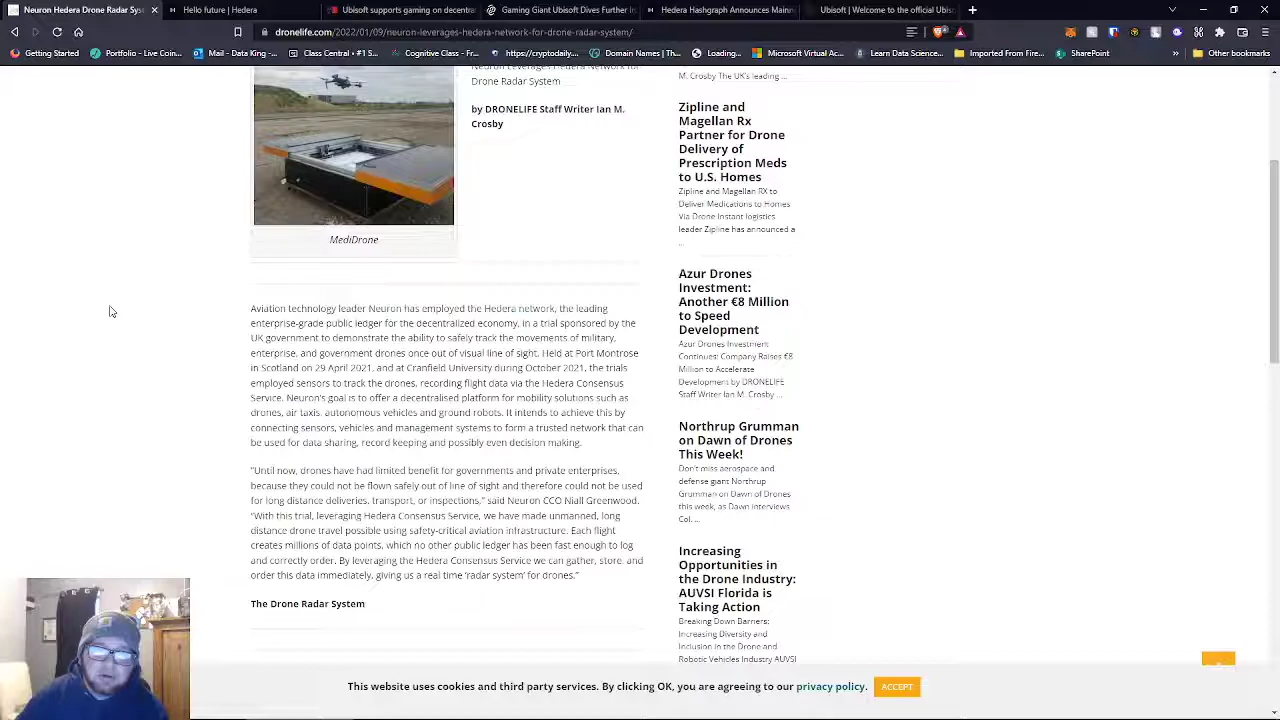 Neuron Hedera Drone Radar Sys
Hello future | Hedera
Ubisoft supports gaming on decentral
Gaming Giant Ubisoft Dives Further In
Hedera Hashgraph Announces Mainn
Ubisoft | Welcome to the official Ubiso
dronelife.com/2022/01/09/neuron-leverages-hedera-network-for-drone-radar-system/
Getting Started
Portfolio - Live Coin...
Mail - Data King -...
Class Central • #1 S...
Cognitive Class - Fr...
https://cryptodaily...
Domain Names | Th...
Loading...
Microsoft Virtual Ac...
Learn Data Science...
Imported From Fire...
SharePoint
Other bookmarks
Neuron Leverages Hedera Network for
Drone Radar System
by DRONELIFE Staff Writer Ian M.
Crosby
MediDrone
Aviation technology leader Neuron has employed the Hedera network, the leading
enterprise-grade public ledger for the decentralized economy, in a trial sponsored by the
UK government to demonstrate the ability to safely track the movements of military,
enterprise, and government drones once out of visual line of sight. Held at Port Montrose
in Scotland on 29 April 2021, and at Cranfield University during October 2021, the trials
employed sensors to track the drones, recording flight data via the Hedera Consensus
Service. Neuron's goal is to offer a decentralised platform for mobility solutions such as
drones, air taxis, autonomous vehicles and ground robots. It intends to achieve this by
connecting sensors, vehicles and management systems to form a trusted network that can
be used for data sharing, record keeping and possibly even decision making.
"Until now, drones have had limited benefit for governments and private enterprises,
because they could not be flown safely out of line of sight and therefore could not be used
for long distance deliveries, transport, or inspections," said Neuron CCO Niall Greenwood.
"With this trial, leveraging Hedera Consensus Service, we have made unmanned, long
distance drone travel possible using safety-critical aviation infrastructure. Each flight
creates millions of data points, which no other public ledger has been fast enough to log
and correctly order. By leveraging the Hedera Consensus Service we can gather, store, and
order this data immediately, giving us a real time 'radar system' for drones."
The Drone Radar System
M. Crosby The UK's leading ...
Zipline and
Magellan Rx
Partner for Drone
Delivery of
Prescription Meds
to U.S. Homes
Zipline and Magellan RX to
Deliver Medications to Homes
Via Drone Instant logistics
leader Zipline has announced a
...
Azur Drones
Investment:
Another €8 Million
to Speed
Development
Azur Drones Investment
Continues: Company Raises €8
Million to Accelerate
Development by DRONELIFE
Staff Writer Ian M. Crosby ...
Northrup Grumman
on Dawn of Drones
This Week!
Don't miss aerospace and
defense giant Northrup
Grumman on Dawn of Drones
this week, as Dawn interviews
Col. ...
Increasing
Opportunities in
the Drone Industry:
AUVSI Florida is
Taking Action
Breaking Down Barriers:
Increasing Diversity and
Inclusion in the Drone and
Robotic Vehicles Industry AUVSI
This website uses cookies and third party services. By clicking OK, you are agreeing to our privacy policy.
ACCEPT